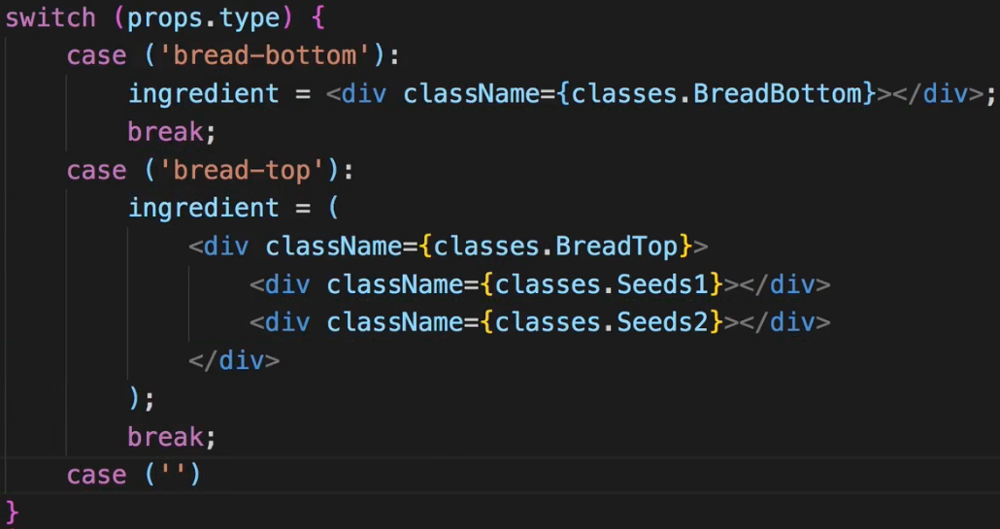 switch (props.type) {
    case ('bread-bottom'):
        ingredient = <div className={classes.BreadBottom}></div>;
        break;
    case ('bread-top'):
        ingredient = (
            <div className={classes.BreadTop}>
                <div className={classes.Seeds1}></div>
                <div className={classes.Seeds2}></div>
            </div>
        );
        break;
    case ('')
}